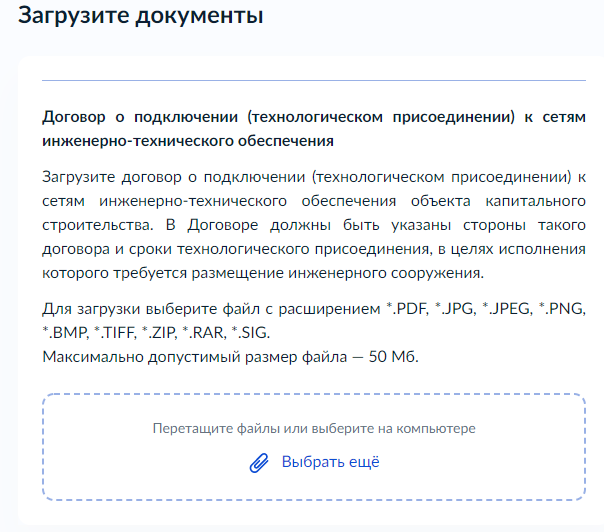 Загрузите документы
Договор о подключении (технологическом присоединении) к сетям
инженерно-технического обеспечения
Загрузите договор о подключении (технологическом присоединении) к
сетям инженерно-технического обеспечения объекта капитального
строительства. В Договоре должны быть указаны стороны такого
договора и сроки технологического присоединения, в целях исполнения
которого требуется размещение инженерного сооружения.
Для загрузки выберите файл с расширением *.PDF, *.JPG, *.JPEG, *.PNG,
*.BMP, *.TIFF, *.ZIP, *.RAR, *.SIG.
Максимально допустимый размер файла — 50 Мб.
Перетащите файлы или выберите на компьютере
Выбрать ещё